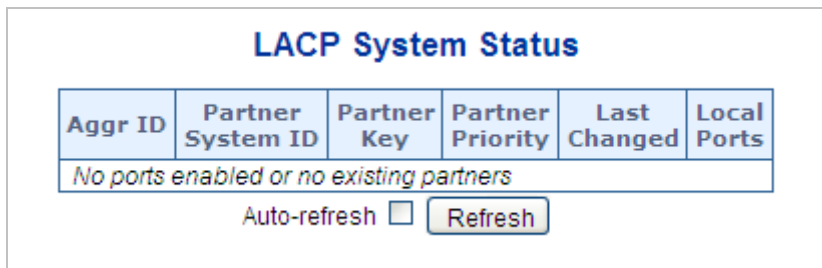 LACP System Status
Aggr ID Partner System ID Partner Key Partner Priority Last Changed Local Ports
No ports enabled or no existing partners
Auto-refresh Refresh